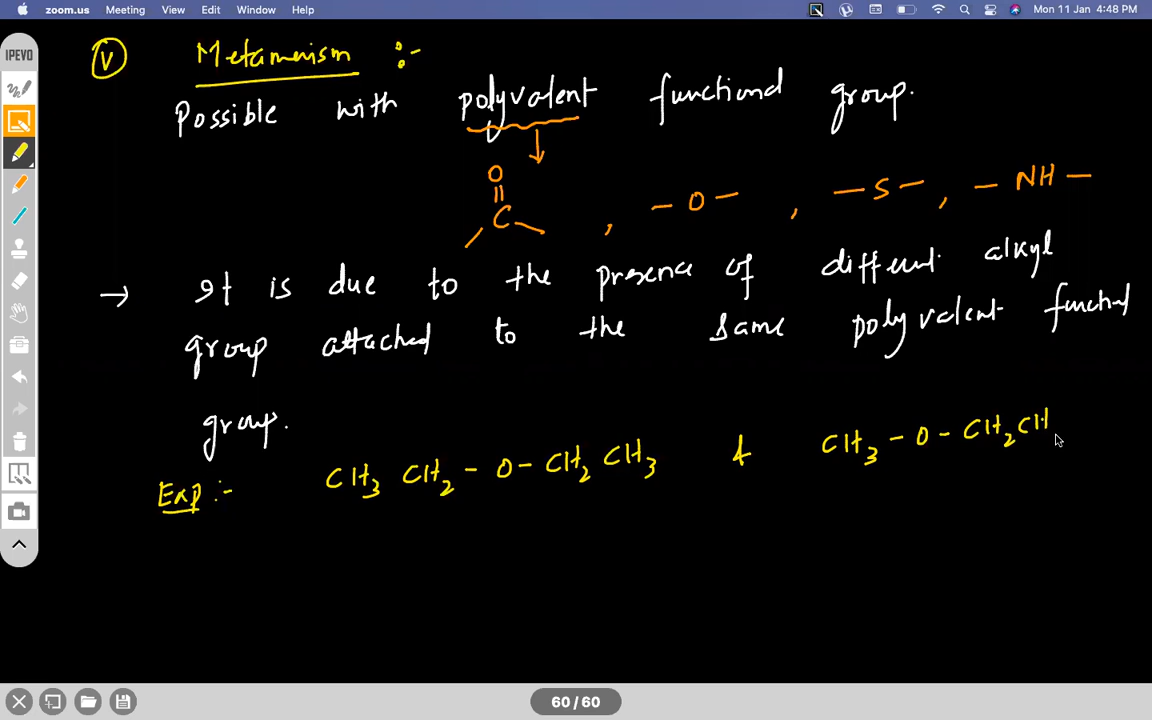 zoom.us Meeting View Edit Window Help Mon 11 Jan 4:48 PM
IPEVO
(v) Metamerism :-
Possible with polyvalent functional group.
O
||
C , -O- , -S- , -NH-
→ It is due to the presence of different alkyl
group attached to the same polyvalent functional
group.
Exp :- CH3 CH2 - O - CH2 CH3 & CH3 - O - CH2 CH
60 / 60